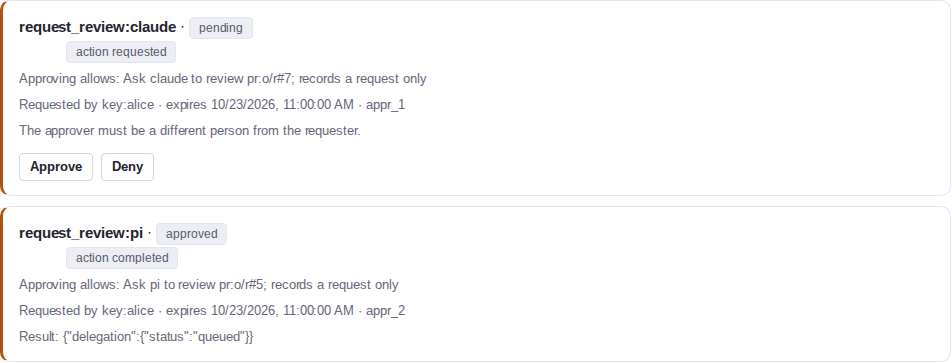 request_review:claude · pending
action requested
Approving allows: Ask claude to review pr:o/r#7; records a request only
Requested by key:alice · expires 10/23/2026, 11:00:00 AM · appr_1
The approver must be a different person from the requester.
Approve Deny
request_review:pi · approved
action completed
Approving allows: Ask pi to review pr:o/r#5; records a request only
Requested by key:alice · expires 10/23/2026, 11:00:00 AM · appr_2
Result: {"delegation":{"status":"queued"}}